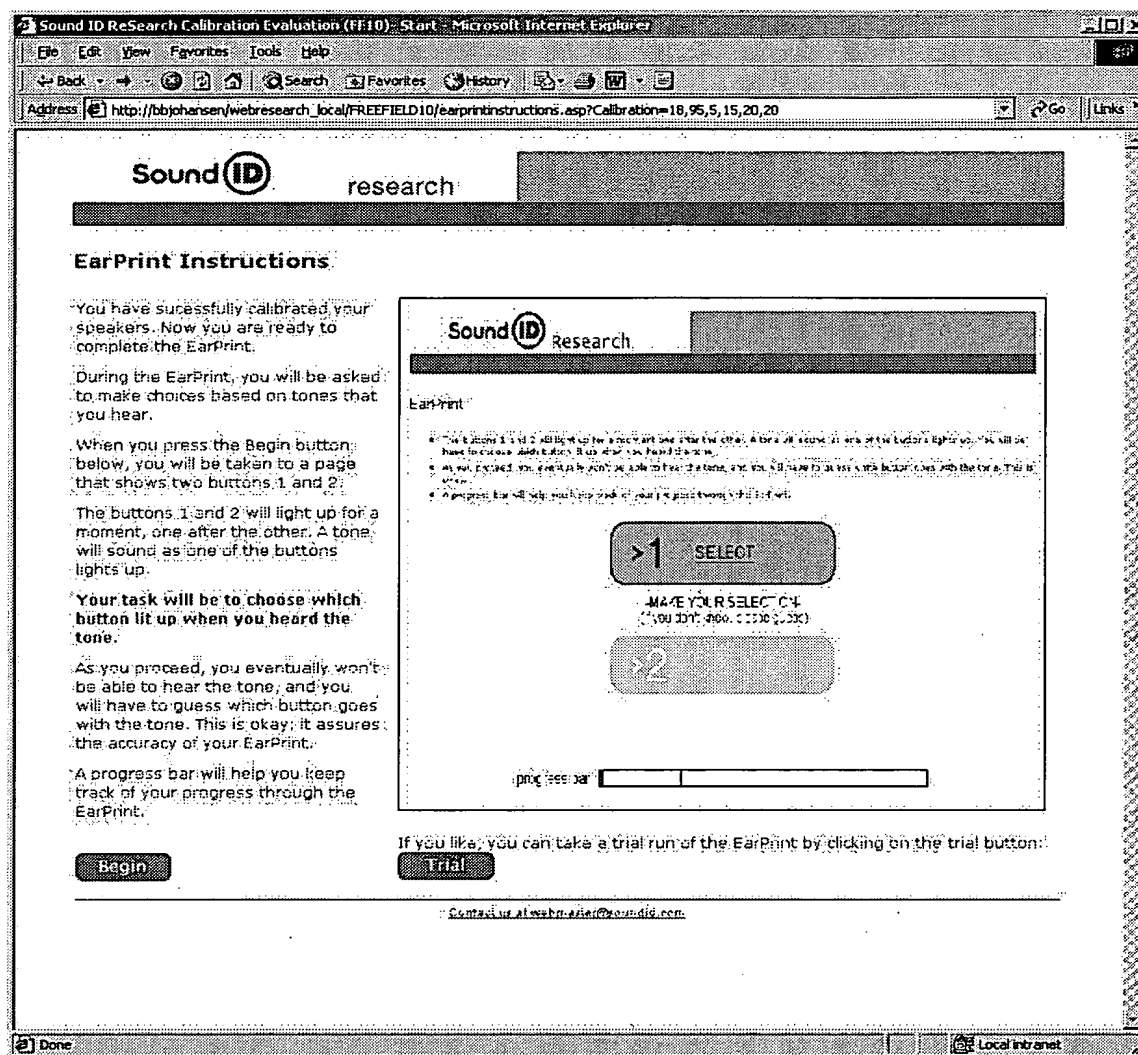 Sound ID ReSearch Calibration Evaluation (FF10)- Start - Microsoft Internet Explorer
File Edit View Favorites Tools Help
Back Search Favorites History
Address http://bbjohansen/webresearch_local/FREEFIELD10/earprintinstructions.asp?Calibration=18,95,5,15,20,20 Go Links
Sound ID research
EarPrint Instructions
You have sucessfully calibrated your
speakers. Now you are ready to
complete the EarPrint.
During the EarPrint, you will be asked
to make choices based on tones that
you hear.
When you press the Begin button
below, you will be taken to a page
that shows two buttons 1 and 2.
The buttons 1 and 2 will light up for a
moment, one after the other. A tone
will sound as one of the buttons
lights up.
Your task will be to choose which
button lit up when you heard the
tone.
As you proceed, you eventually won't
be able to hear the tone, and you
will have to guess which button goes
with the tone. This is okay; it assures
the accuracy of your EarPrint.
A progress bar will help you keep
track of your progress through the
EarPrint.
Begin
Sound ID Research
EarPrint
>1 SELECT
MAKE YOUR SELECTION
>2
progress bar
If you like, you can take a trial run of the EarPrint by clicking on the trial button:
Trial
Contact us at webmaster@soundid.com
Done Local intranet